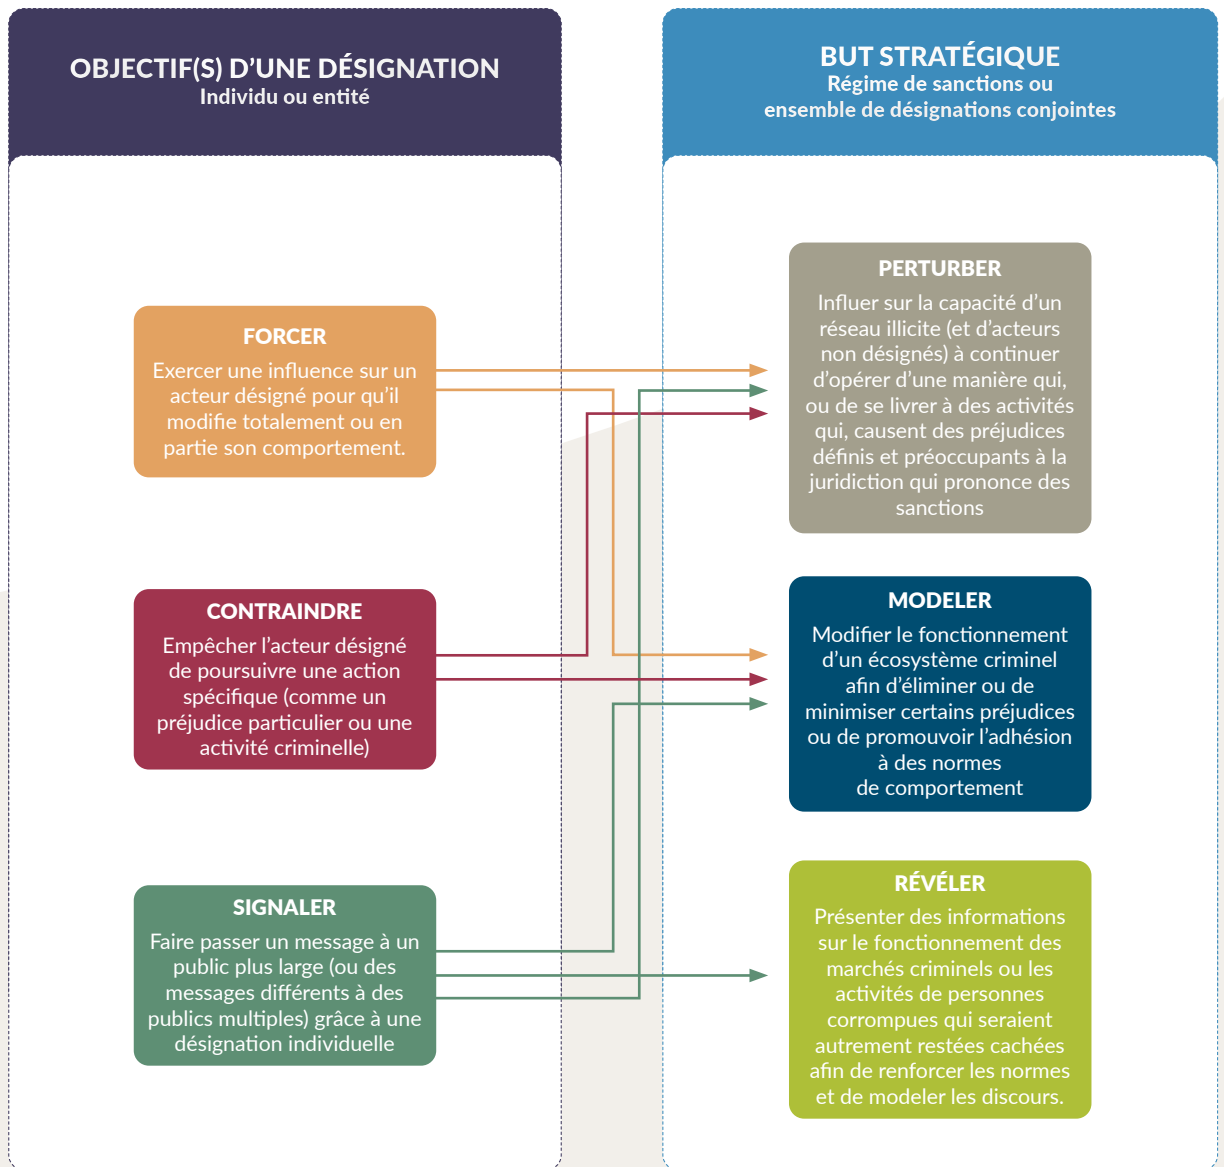 OBJECTIF(S) D’UNE DÉSIGNATION
Individu ou entité
FORCER
Exercer une influence sur un
acteur désigné pour qu’il
modifie totalement ou en
partie son comportement.
CONTRAINDRE
Empêcher l’acteur désigné
de poursuivre une action
spécifique (comme un
préjudice particulier ou une
activité criminelle)
SIGNALER
Faire passer un message à un
public plus large (ou des
messages différents à des
publics multiples) grâce à une
désignation individuelle
BUT STRATÉGIQUE
Régime de sanctions ou
ensemble de désignations conjointes
PERTURBER
Influer sur la capacité d’un
réseau illicite (et d’acteurs
non désignés) à continuer
d’opérer d’une manière qui,
ou de se livrer à des activités
qui, causent des préjudices
définis et préoccupants à la
juridiction qui prononce des
sanctions
MODELER
Modifier le fonctionnement
d’un écosystème criminel
afin d’éliminer ou de
minimiser certains préjudices
ou de promouvoir l’adhésion
à des normes
de comportement
RÉVÉLER
Présenter des informations
sur le fonctionnement des
marchés criminels ou les
activités de personnes
corrompues qui seraient
autrement restées cachées
afin de renforcer les normes
et de modeler les discours.